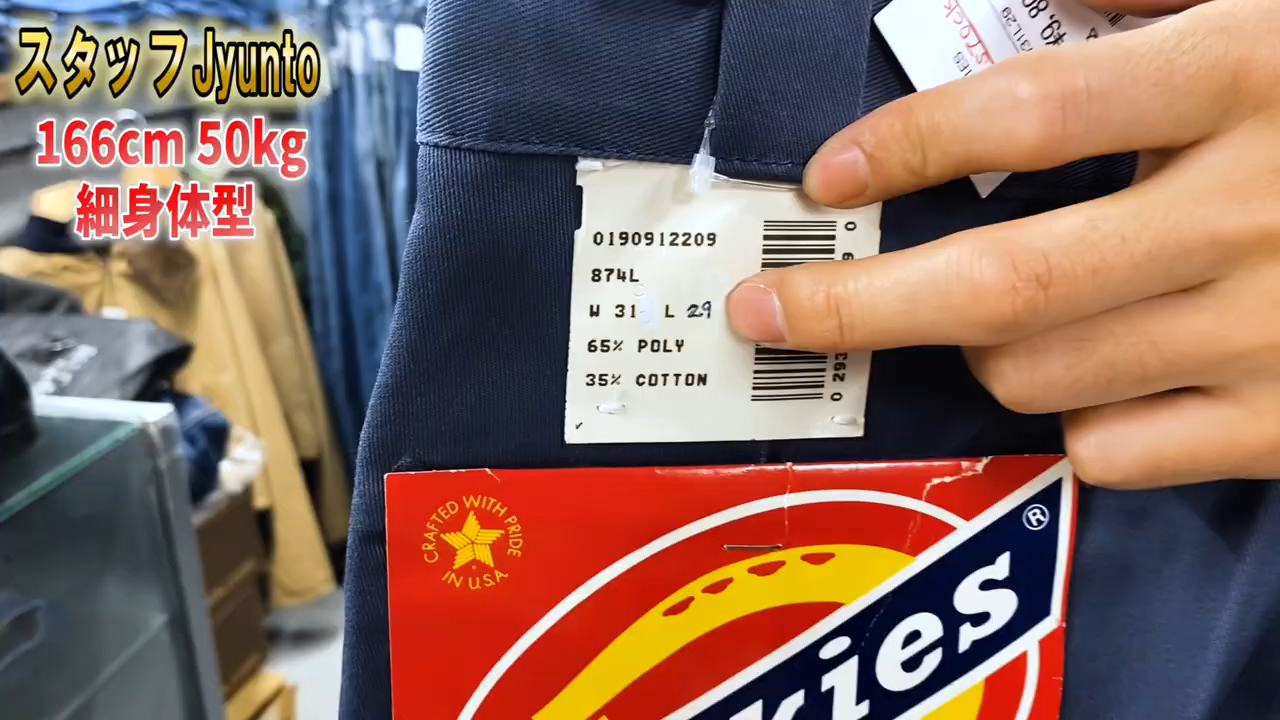 スタッフJyunto
166cm 50kg
細身体型
31L29
0190912209
874L
W 31 L 29
65% POLY
35% COTTON
CRAFTED WITH PRIDE
IN U.S.A.
kies®